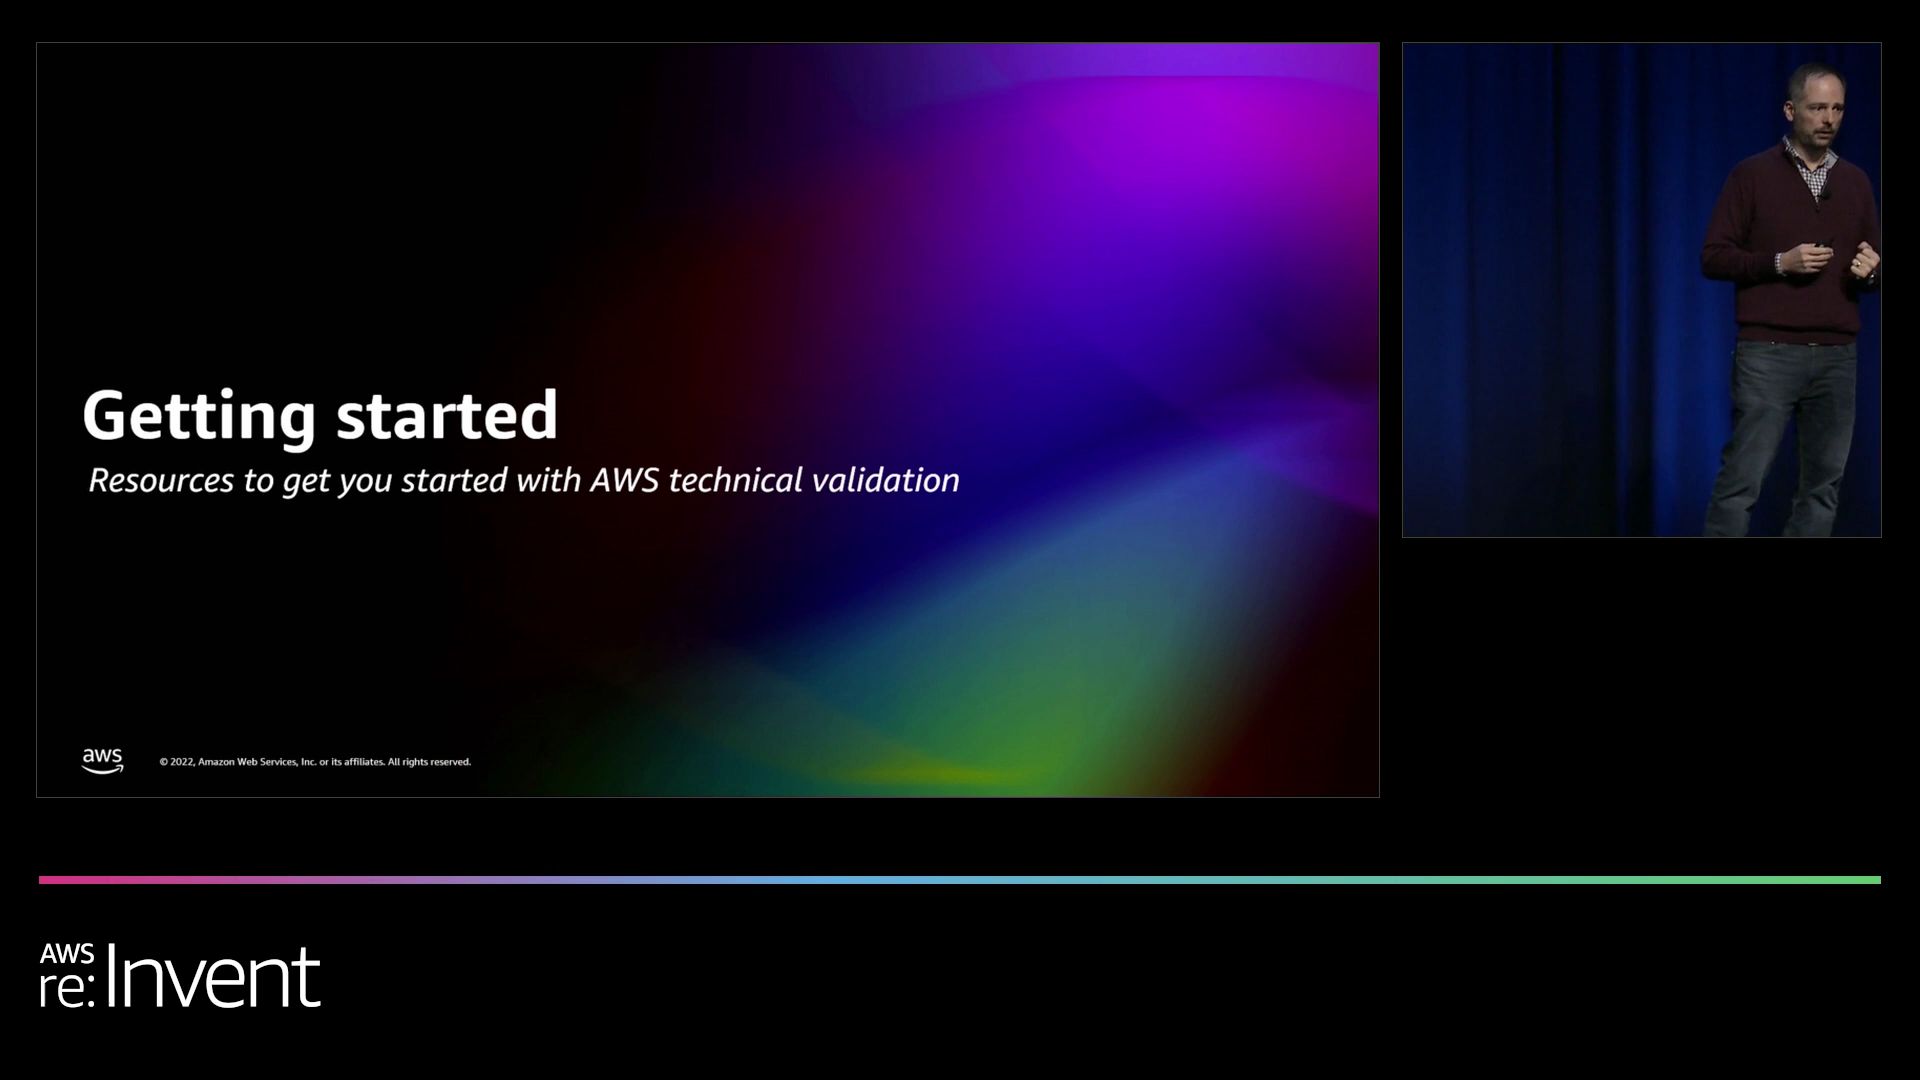 Getting started
Resources to get you started with AWS technical validation
aws
© 2022, Amazon Web Services, Inc. or its affiliates. All rights reserved.
AWS
re:Invent